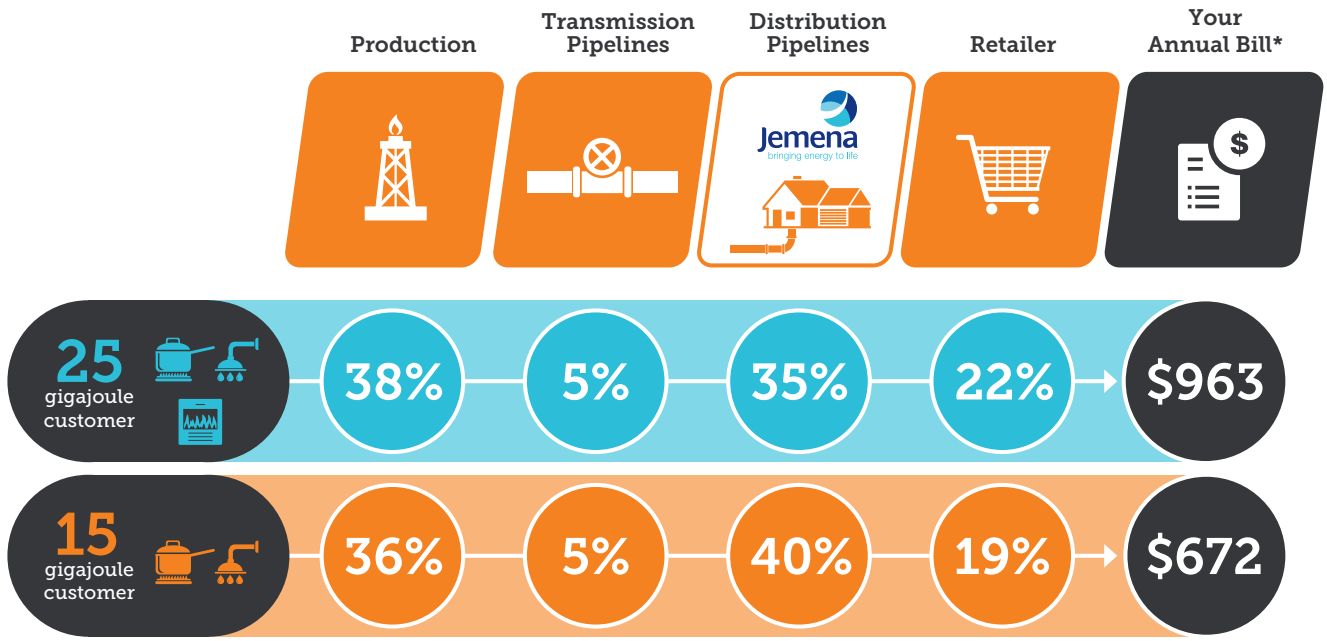 Production
Transmission
Pipelines
Distribution
Pipelines
Retailer
Your
Annual Bill*
Jemena
bringing energy to life
$
25
gigajoule
customer
38%
5%
35%
22%
$963
15
gigajoule
customer
36%
5%
40%
19%
$672